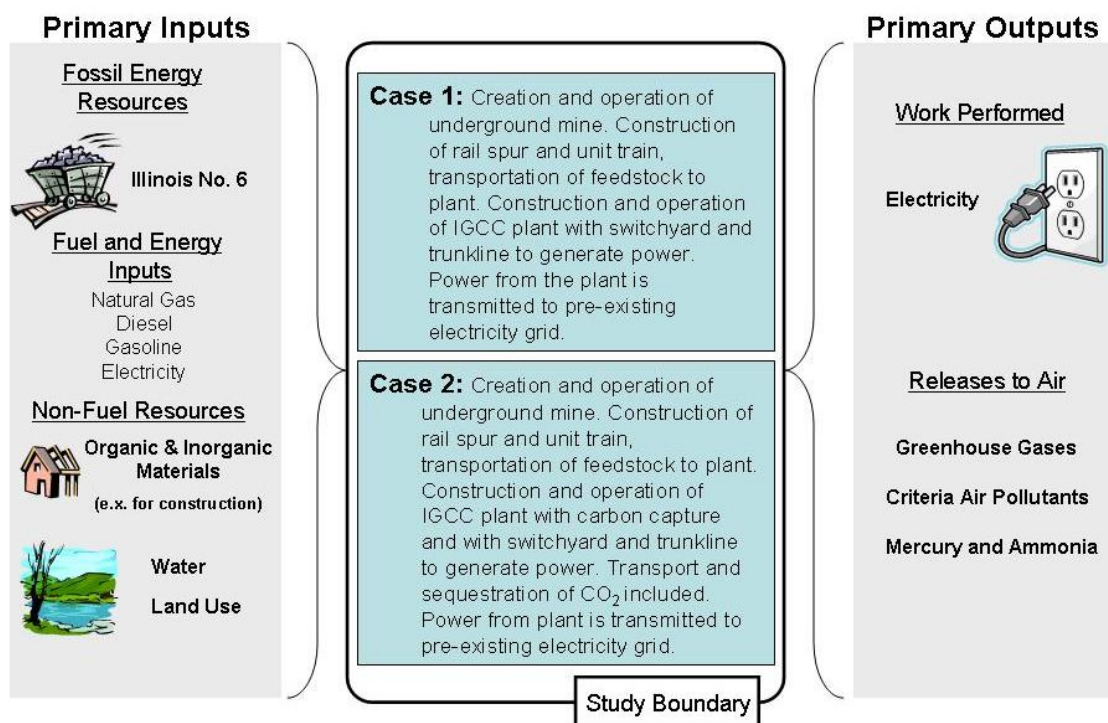 Primary Inputs
Fossil Energy
Resources
Illinois No. 6
Fuel and Energy
Inputs
Natural Gas
Diesel
Gasoline
Electricity
Non-Fuel Resources
Organic & Inorganic
Materials
(e.x. for construction)
Water
Land Use
Case 1: Creation and operation of
underground mine. Construction
of rail spur and unit train,
transportation of feedstock to
plant. Construction and operation
of IGCC plant with switchyard and
trunkline to generate power.
Power from the plant is
transmitted to pre-existing
electricity grid.
Case 2: Creation and operation of
underground mine. Construction of
rail spur and unit train,
transportation of feedstock to plant.
Construction and operation of
IGCC plant with carbon capture
and with switchyard and trunkline
to generate power. Transport and
sequestration of CO₂ included.
Power from plant is transmitted to
pre-existing electricity grid.
Study Boundary
Primary Outputs
Work Performed
Electricity
Releases to Air
Greenhouse Gases
Criteria Air Pollutants
Mercury and Ammonia